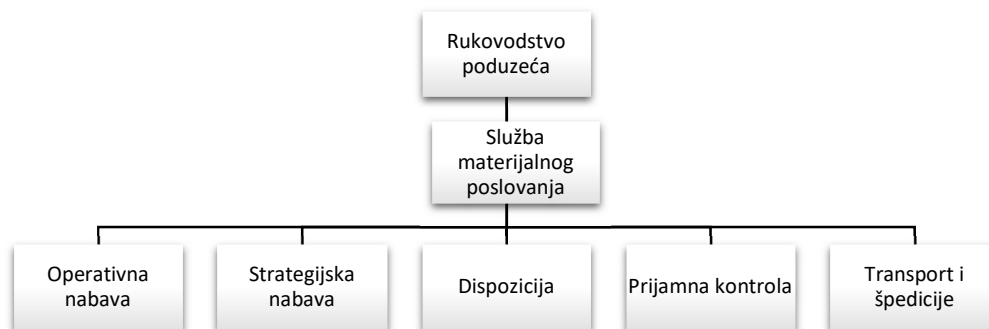 Rukovodstvo
poduzeća
Služba
materijalnog
poslovanja
Operativna
nabava
Strategijska
nabava
Dispozicija
Prijamna kontrola
Transport i
špedicije